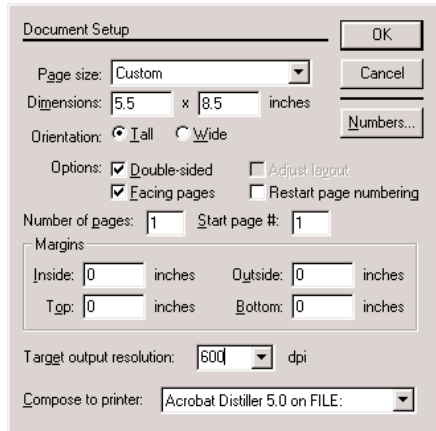 Document Setup
OK
Page size: Custom
Cancel
Dimensions: 5.5 x 8.5 inches
Numbers...
Orientation: Tall Wide
Options: Double-sided Adjust layout
Facing pages Restart page numbering
Number of pages: 1 Start page #: 1
Margins
Inside: 0 inches Outside: 0 inches
Top: 0 inches Bottom: 0 inches
Target output resolution: 600 dpi
Compose to printer: Acrobat Distiller 5.0 on FILE: